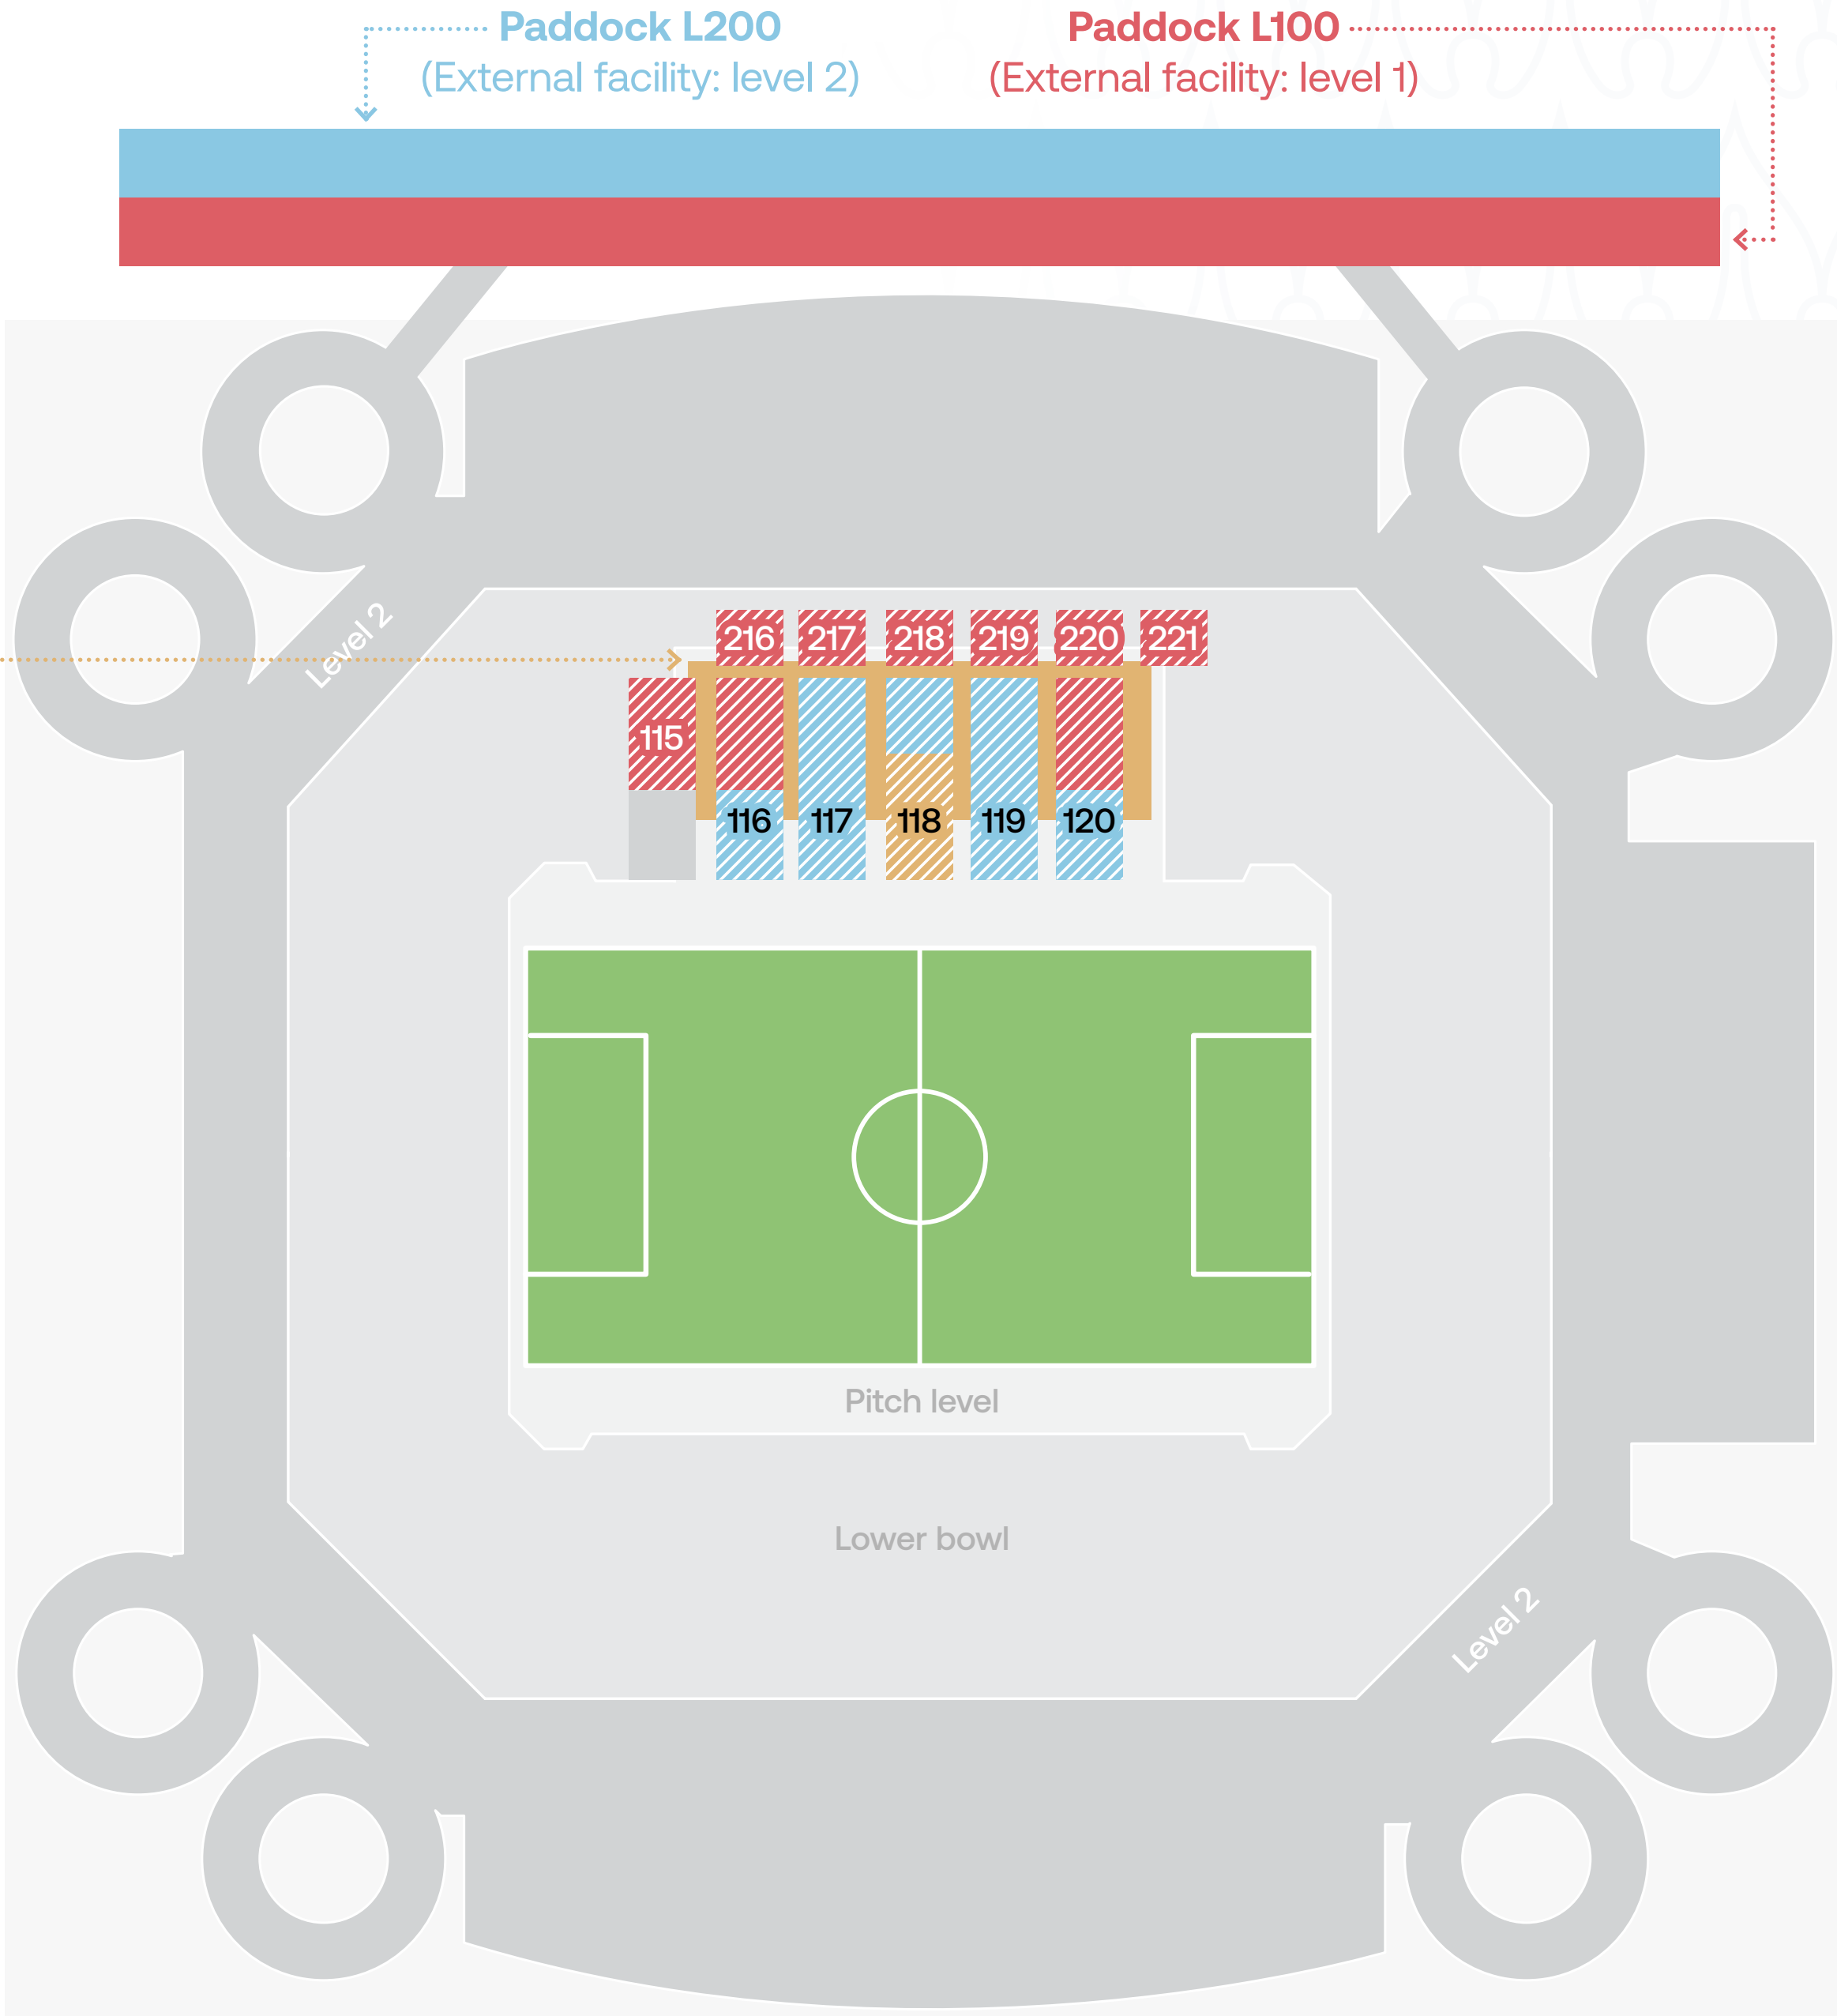 Paddock L200
(External facility: level 2)
Paddock L100
(External facility: level 1)
Level 2
216 217 218 219 220 221
115
116 117 118 119 120
Pitch level
Lower bowl
Level 2